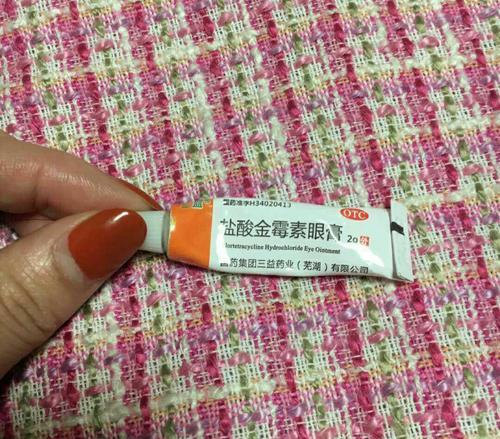 国药准字H34020413
OTC
盐酸金霉素眼膏 2g
lortetracycline Hydrochloride Eye Ointment
国药集团三益药业（芜湖）有限公司